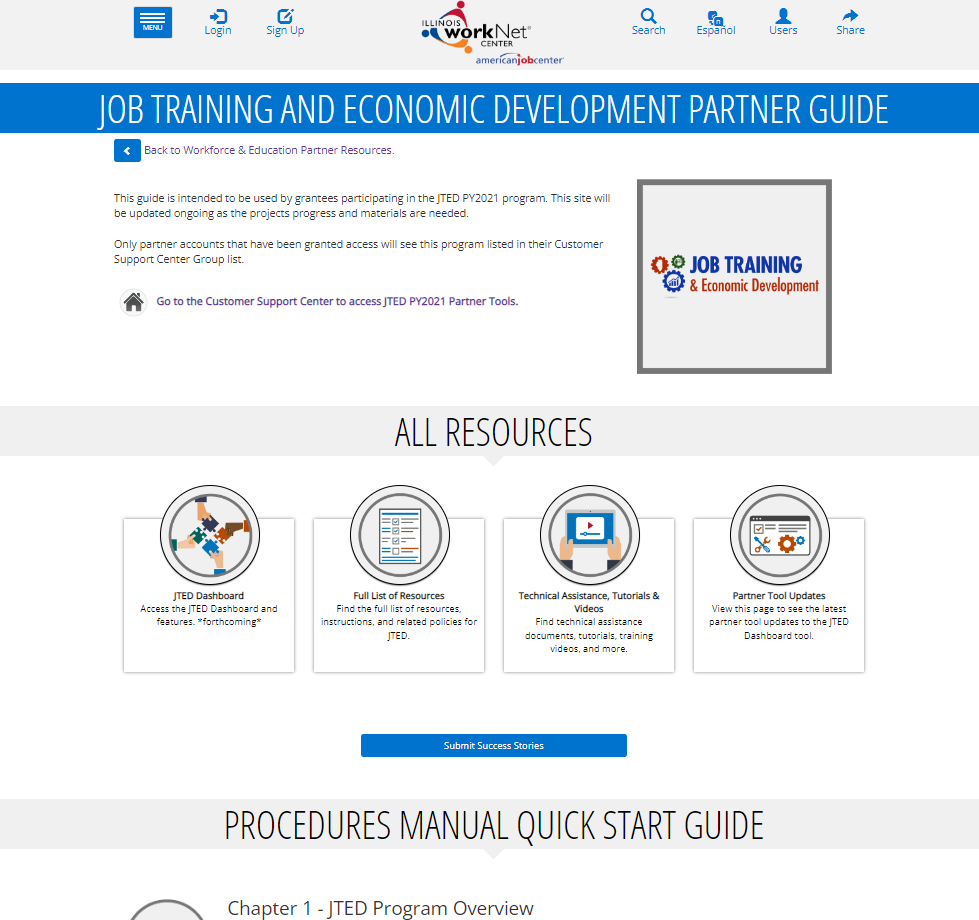 MENU
Login
Sign Up
ILLINOIS
workNet®
CENTER
americanjobcenter®
Search
Español
Users
Share
JOB TRAINING AND ECONOMIC DEVELOPMENT PARTNER GUIDE
Back to Workforce & Education Partner Resources.
This guide is intended to be used by grantees participating in the JTED PY2021 program. This site will
be updated ongoing as the projects progress and materials are needed.
Only partner accounts that have been granted access will see this program listed in their Customer
Support Center Group list.
Go to the Customer Support Center to access JTED PY2021 Partner Tools.
JOB TRAINING
& Economic Development
ALL RESOURCES
JTED Dashboard
Access the JTED Dashboard and
features. *forthcoming*
Full List of Resources
Find the full list of resources,
instructions, and related policies for
JTED.
Technical Assistance, Tutorials &
Videos
Find technical assistance
documents, tutorials, training
videos, and more.
Partner Tool Updates
View this page to see the latest
partner tool updates to the JTED
Dashboard tool.
Submit Success Stories
PROCEDURES MANUAL QUICK START GUIDE
Chapter 1 - JTED Program Overview